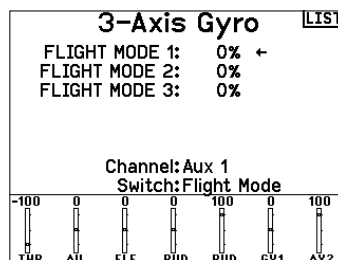 3-Axis Gyro
LIST
FLIGHT MODE 1: 0% ←
FLIGHT MODE 2: 0%
FLIGHT MODE 3: 0%
Channel: Aux 1
Switch: Flight Mode
-100 0 0 0 100 0 100
THR AIL ELE RUD RUD GY1 AX2